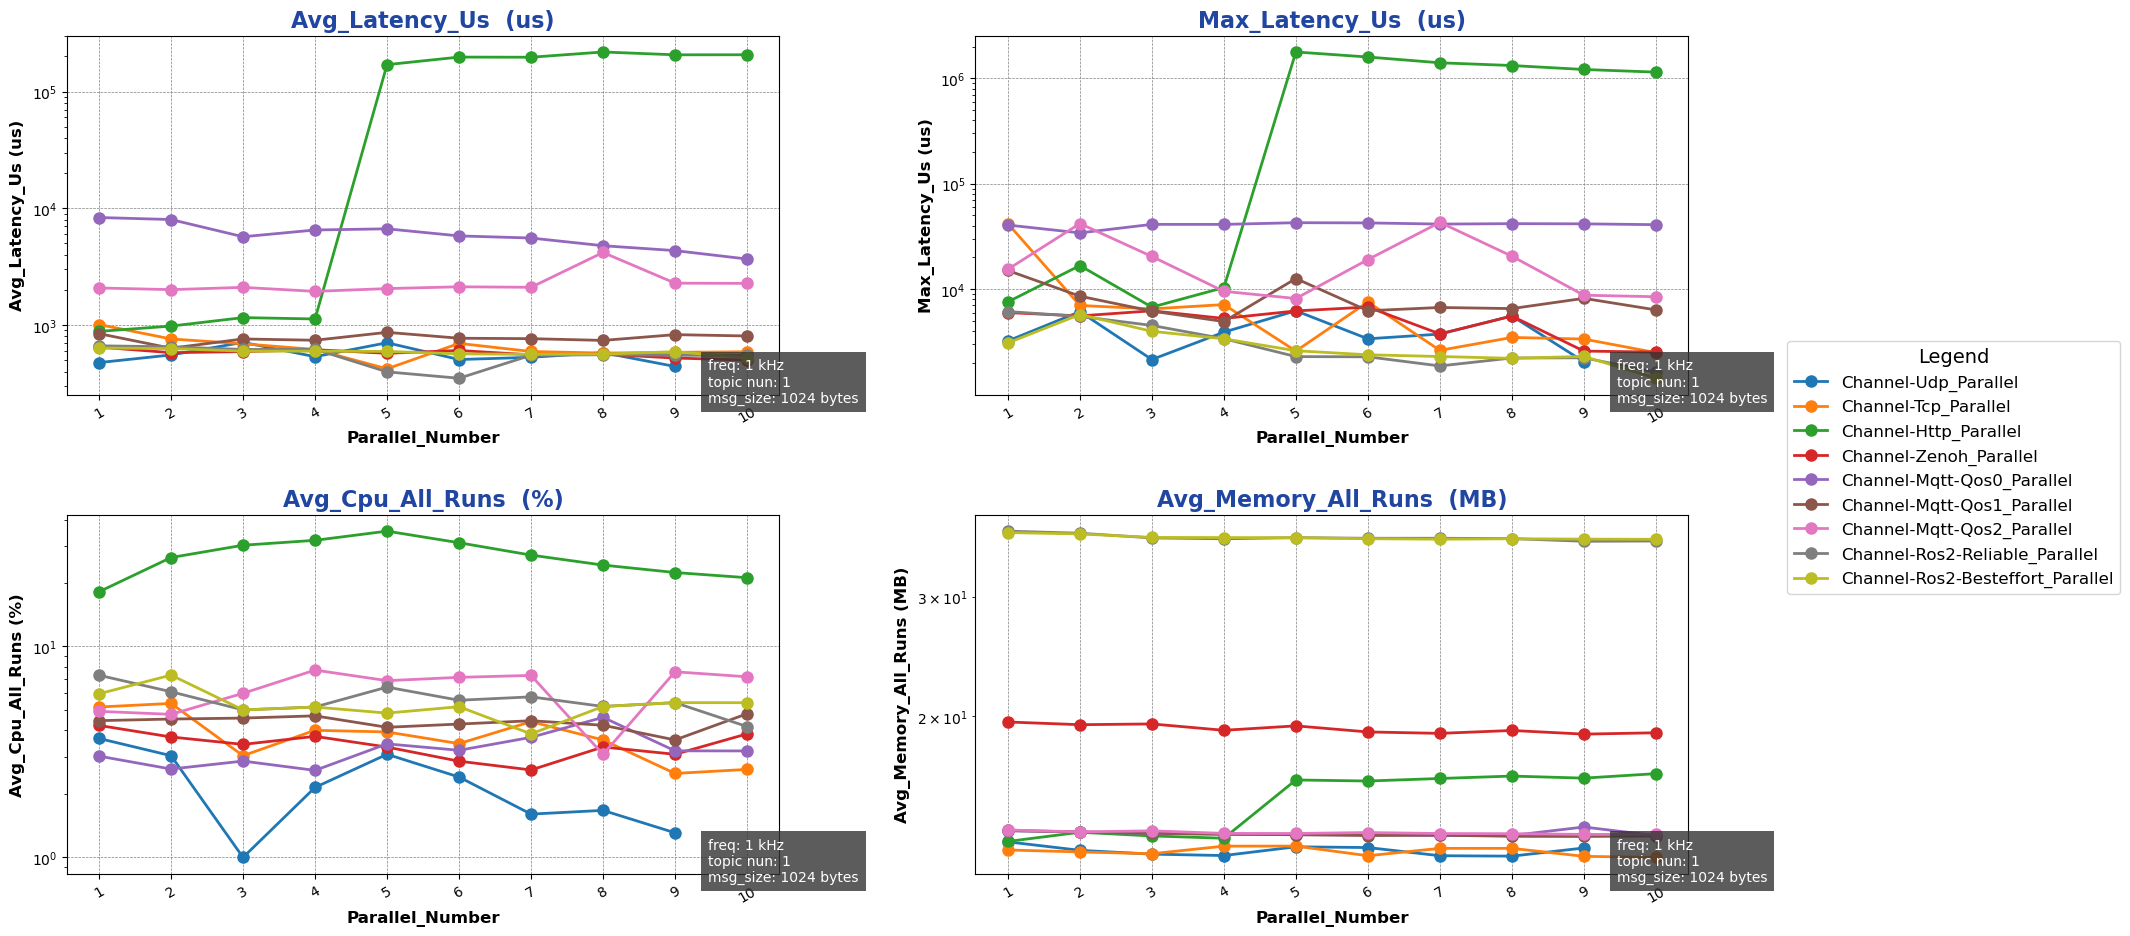 Avg_Latency_Us  (us)
Avg_Latency_Us (us)
10^5
10^4
10^3
1
2
3
4
5
6
7
8
9
10
Parallel_Number
freq: 1 kHz
topic nun: 1
msg_size: 1024 bytes
Max_Latency_Us  (us)
Max_Latency_Us (us)
10^6
10^5
10^4
1
2
3
4
5
6
7
8
9
10
Parallel_Number
freq: 1 kHz
topic nun: 1
msg_size: 1024 bytes
Legend
Channel-Udp_Parallel
Channel-Tcp_Parallel
Channel-Http_Parallel
Channel-Zenoh_Parallel
Channel-Mqtt-Qos0_Parallel
Channel-Mqtt-Qos1_Parallel
Channel-Mqtt-Qos2_Parallel
Channel-Ros2-Reliable_Parallel
Channel-Ros2-Besteffort_Parallel
Avg_Cpu_All_Runs  (%)
Avg_Cpu_All_Runs (%)
10^1
10^0
1
2
3
4
5
6
7
8
9
10
Parallel_Number
freq: 1 kHz
topic nun: 1
msg_size: 1024 bytes
Avg_Memory_All_Runs  (MB)
Avg_Memory_All_Runs (MB)
3 × 10^1
2 × 10^1
1
2
3
4
5
6
7
8
9
10
Parallel_Number
freq: 1 kHz
topic nun: 1
msg_size: 1024 bytes